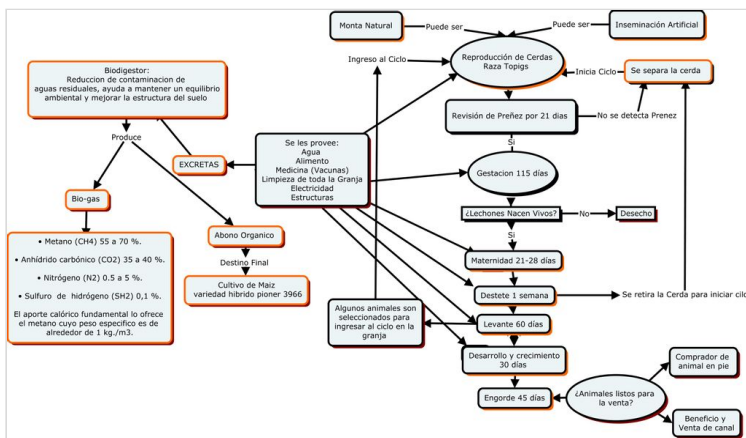 Monta Natural
Puede ser
Puede ser
Inseminación Artificial
Biodigestor:
Reduccion de contaminacion de
aguas residuales, ayuda a mantener un equilibrio
ambiental y mejorar la estructura del suelo
Ingreso al Ciclo
Reproducción de Cerdas
Raza Topigs
Inicia Ciclo
Se separa la cerda
Produce
Revisión de Preñez por 21 dias
No se detecta Prenez
Si
EXCRETAS
Se les provee:
Agua
Alimento
Medicina (Vacunas)
Limpieza de toda la Granja
Electricidad
Estructuras
Gestacion 115 días
Bio-gas
¿Lechones Nacen Vivos?
No
Desecho
Abono Organico
Si
• Metano (CH4) 55 a 70 %.
• Anhídrido carbónico (CO2) 35 a 40 %.
• Nitrógeno (N2) 0.5 a 5 %.
• Sulfuro de hidrógeno (SH2) 0,1 %.
El aporte calórico fundamental lo ofrece
el metano cuyo peso especifico es de
alrededor de 1 kg./m3.
Maternidad 21-28 días
Destino Final
Cultivo de Maiz
variedad hibrido pioner 3966
Destete 1 semana
Se retira la Cerda para iniciar cilo
Algunos animales son
seleccionados para
ingresar al ciclo en la
granja
Levante 60 días
Desarrollo y crecimiento
30 días
Comprador de
animal en pie
Engorde 45 días
¿Animales listos para
la venta?
Beneficio y
Venta de canal